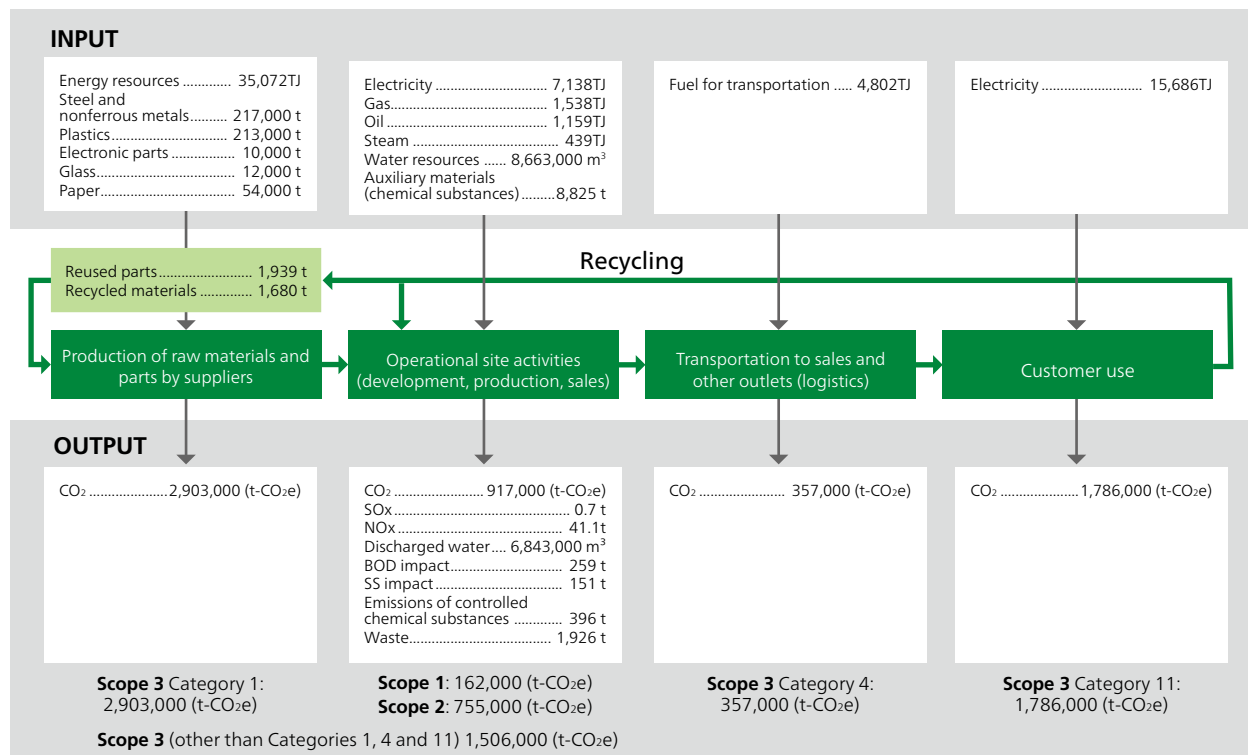 INPUT
Energy resources ............. 35,072TJ
Steel and
nonferrous metals.......... 217,000 t
Plastics................................ 213,000 t
Electronic parts ................ 10,000 t
Glass.................................... 12,000 t
Paper................................... 54,000 t
Electricity ............................. 7,138TJ
Gas........................................ 1,538TJ
Oil ......................................... 1,159TJ
Steam ...................................... 439TJ
Water resources ...... 8,663,000 m³
Auxiliary materials
(chemical substances) .........8,825 t
Fuel for transportation ..... 4,802TJ
Electricity .......................... 15,686TJ
Reused parts......................... 1,939 t
Recycled materials .............. 1,680 t
Recycling
Production of raw materials and
parts by suppliers
Operational site activities
(development, production, sales)
Transportation to sales and
other outlets (logistics)
Customer use
OUTPUT
CO₂ .....................2,903,000 (t-CO₂e)
CO₂ ........................ 917,000 (t-CO₂e)
SOx ............................................... 0.7 t
NOx ............................................. 41.1t
Discharged water.... 6,843,000 m³
BOD impact.............................. 259 t
SS impact .................................. 151 t
Emissions of controlled
chemical substances ............. 396 t
Waste...................................... 1,926 t
CO₂ ....................... 357,000 (t-CO₂e)
CO₂ ..................... 1,786,000 (t-CO₂e)
Scope 3 Category 1:
2,903,000 (t-CO₂e)
Scope 1: 162,000 (t-CO₂e)
Scope 2: 755,000 (t-CO₂e)
Scope 3 Category 4:
357,000 (t-CO₂e)
Scope 3 Category 11:
1,786,000 (t-CO₂e)
Scope 3 (other than Categories 1, 4 and 11) 1,506,000 (t-CO₂e)